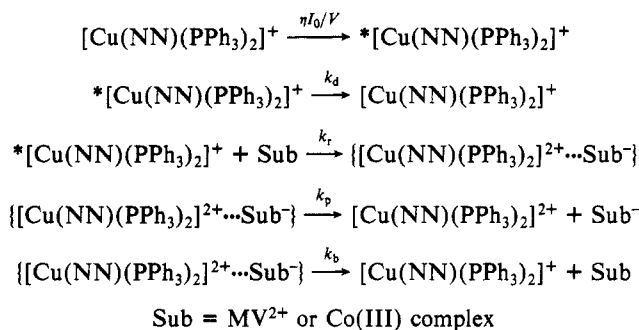 [Cu(NN)(PPh₃)₂]⁺ —ηI₀/V→ *[Cu(NN)(PPh₃)₂]⁺
*[Cu(NN)(PPh₃)₂]⁺ —k_d→ [Cu(NN)(PPh₃)₂]⁺
*[Cu(NN)(PPh₃)₂]⁺ + Sub —k_r→ {[Cu(NN)(PPh₃)₂]²⁺···Sub⁻}
{[Cu(NN)(PPh₃)₂]²⁺···Sub⁻} —k_p→ [Cu(NN)(PPh₃)₂]²⁺ + Sub⁻
{[Cu(NN)(PPh₃)₂]²⁺···Sub⁻} —k_b→ [Cu(NN)(PPh₃)₂]⁺ + Sub
Sub = MV²⁺ or Co(III) complex